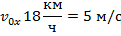 v₀ₓ 18 км/ч = 5 м/с